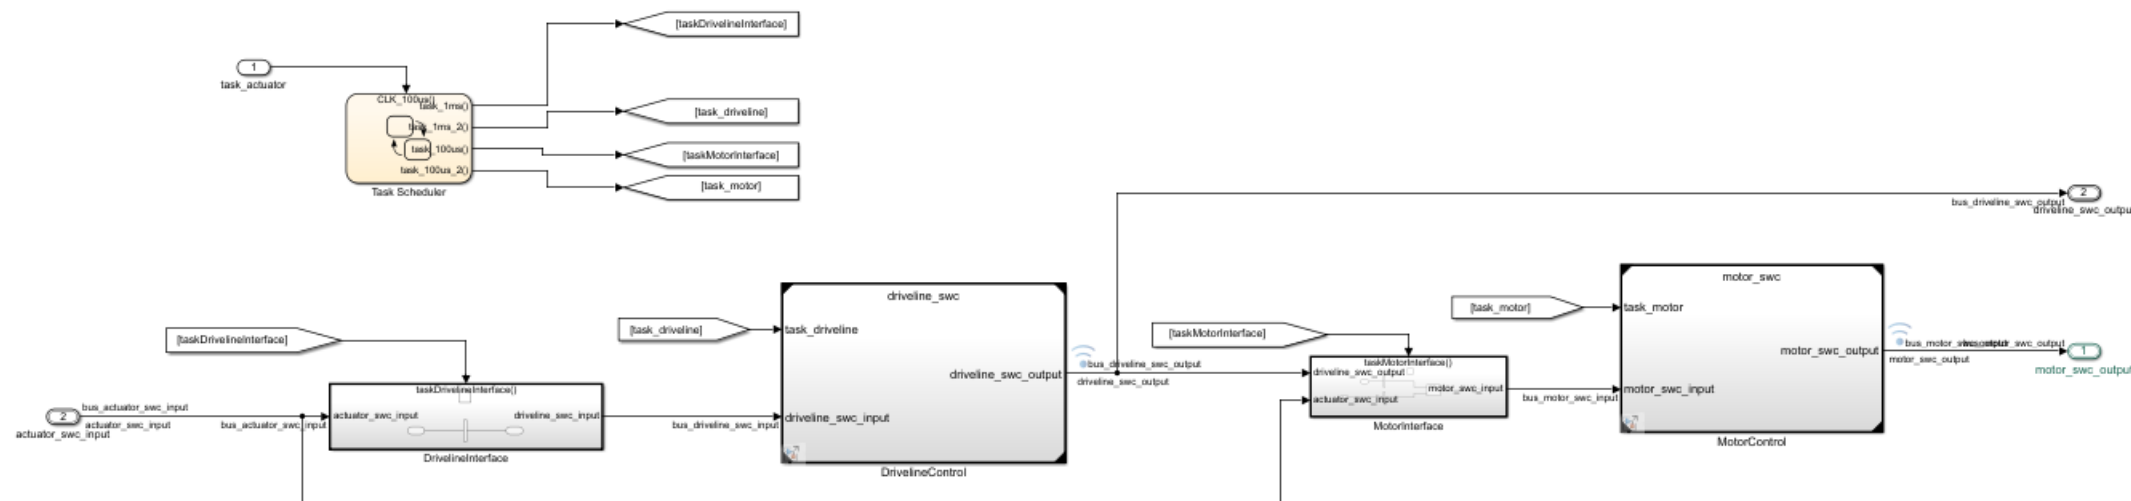 [taskDrivelineInterface]
1
task_actuator
CLK_100us()
task_1ms()
[task_driveline]
task_1ms_2()
task_100us()
[taskMotorInterface]
task_100us_2()
[task_motor]
Task Scheduler
2
bus_driveline_swc_output
driveline_swc_outpu
driveline_swc
motor_swc
[task_motor]
task_motor
[task_driveline]
task_driveline
[taskMotorInterface]
[taskDrivelineInterface]
bus_motor_swc_output
motor_swc_output
1
motor_swc_output
motor_swc_output
taskMotorInterface()
bus_driveline_swc_output
driveline_swc_output
driveline_swc_output
driveline_swc_output
taskDrivelineInterface()
motor_swc_input
motor_swc_input
actuator_swc_input
bus_motor_swc_input
2
bus_actuator_swc_input
actuator_swc_input
actuator_swc_input
bus_actuator_swc_input
actuator_swc_input
driveline_swc_input
bus_driveline_swc_input
driveline_swc_input
MotorInterface
MotorControl
DrivelineInterface
DrivelineControl